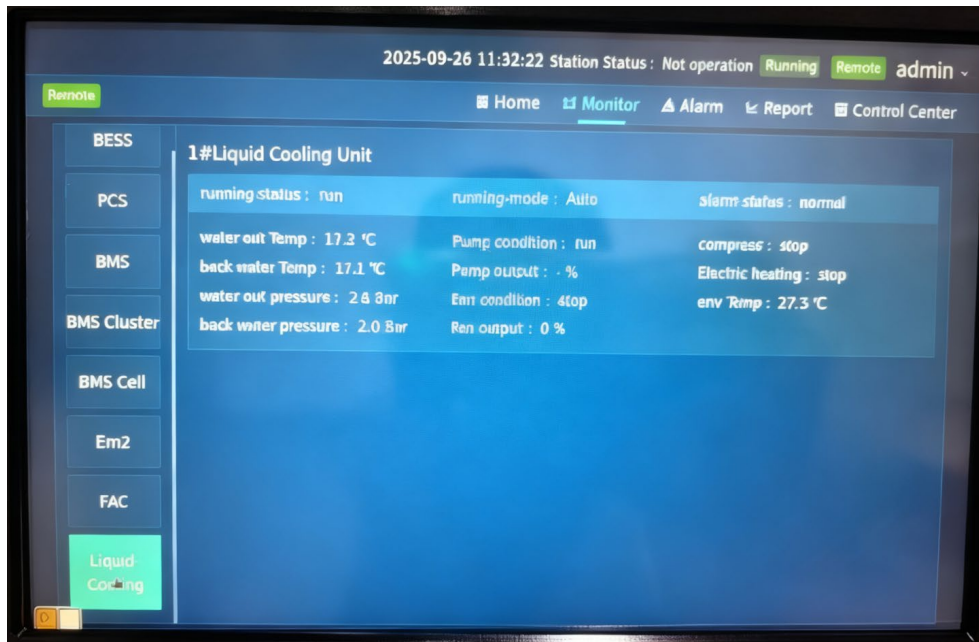 2025-09-26 11:32:22 Station Status: Not operation Running Remote admin
Remote
Home Monitor Alarm Report Control Center
BESS
PCS
BMS
BMS Cluster
BMS Cell
Em2
FAC
Liquid
Cooling
1#Liquid Cooling Unit
running status: run running-mode: Auto alarm status: normal
water out Temp: 17.3 °C Pump condition: run compress: stop
back water Temp: 17.1 °C Pump output: - % Electric heating: stop
water out pressure: Bar Fan condition: stop env Temp: 27.3 °C
back water pressure: 2.0 Bar Fan output: 0 %